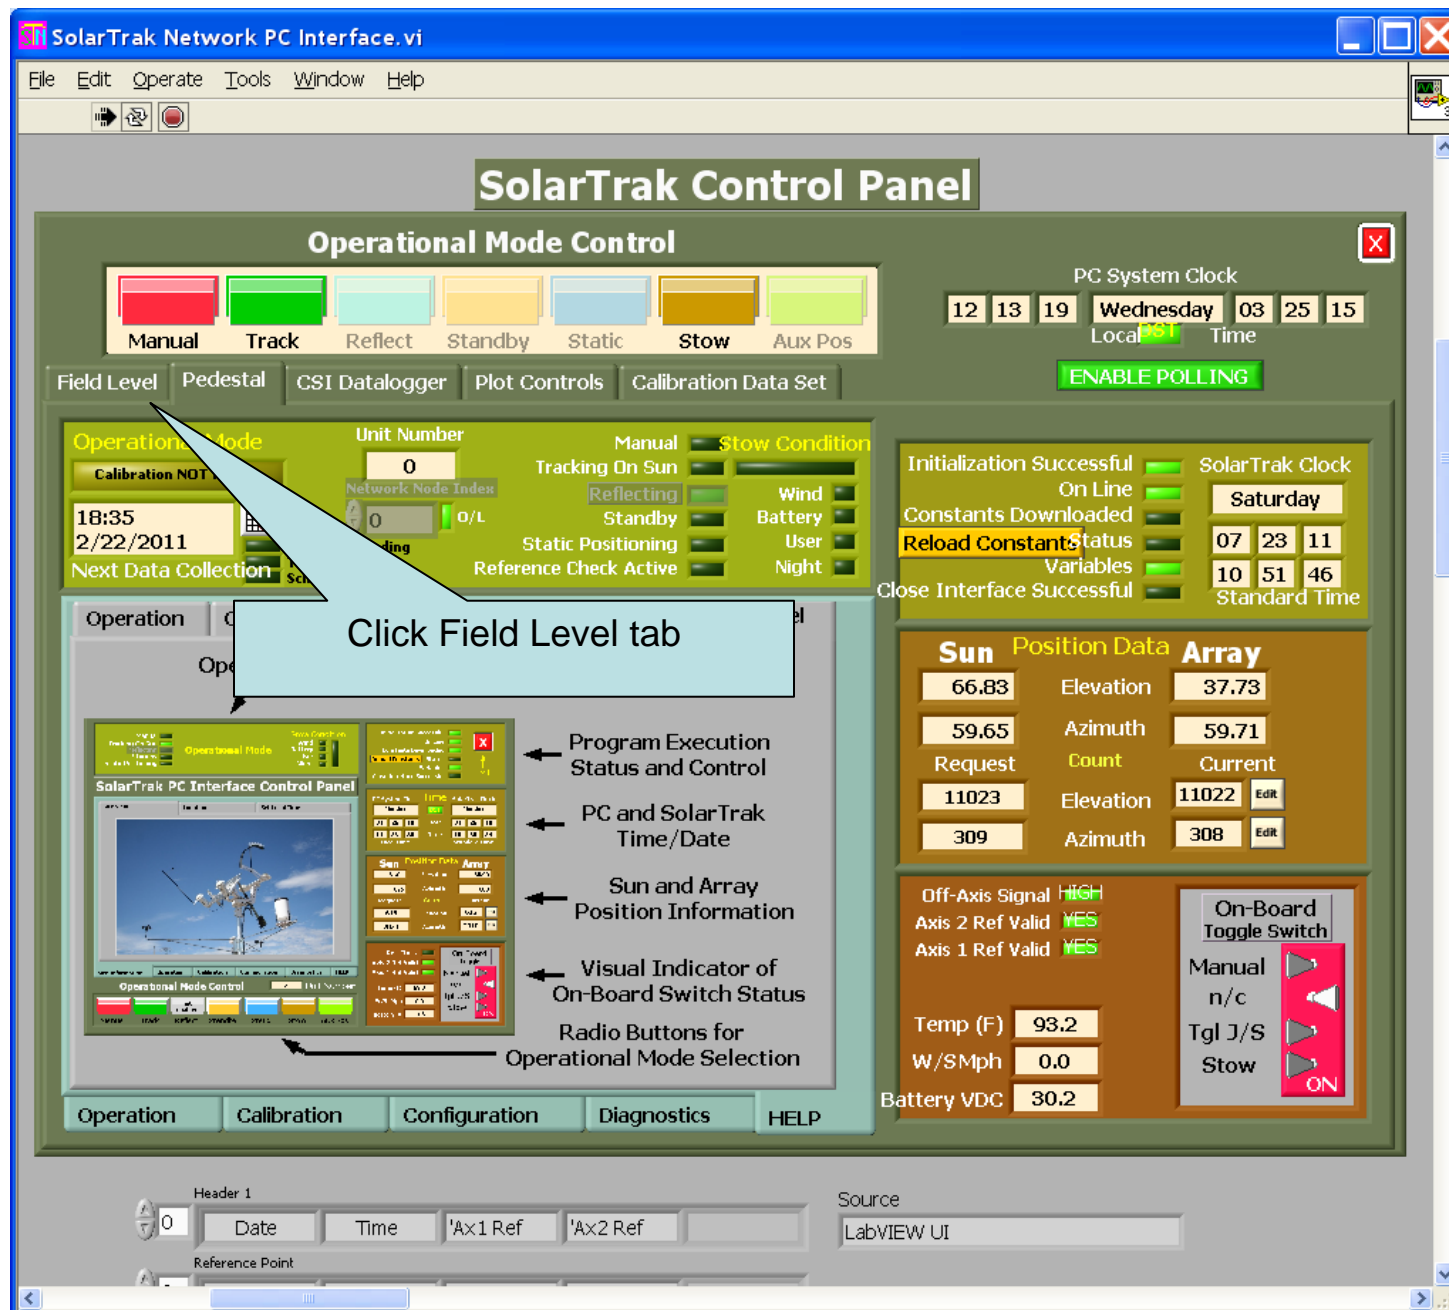 SolarTrak Network PC Interface.vi
File Edit Operate Tools Window Help
SolarTrak Control Panel
Operational Mode Control
X
Manual Track Reflect Standby Static Stow Aux Pos
PC System Clock
12 13 19 Wednesday 03 25 15
Local DST Time
ENABLE POLLING
Field Level Pedestal CSI Datalogger Plot Controls Calibration Data Set
Operational Mode
Calibration NOT
18:35
2/22/2011
Next Data Collection
Unit Number
0
Network Node Index
0 O/L
Manual
Tracking On Sun
Reflecting
Standby
Static Positioning
Reference Check Active
Stow Condition
Wind
Battery
User
Night
Initialization Successful
On Line
Constants Downloaded
Reload Constants Status
Variables
Close Interface Successful
SolarTrak Clock
Saturday
07 23 11
10 51 46
Standard Time
Operation
Click Field Level tab
SolarTrak PC Interface Control Panel
Operational Mode
Operational Mode Control
Program Execution
Status and Control
PC and SolarTrak
Time/Date
Sun and Array
Position Information
Visual Indicator of
On-Board Switch Status
Radio Buttons for
Operational Mode Selection
Operation Calibration Configuration Diagnostics HELP
Sun Position Data Array
66.83 Elevation 37.73
59.65 Azimuth 59.71
Request Count Current
11023 Elevation 11022 Edit
309 Azimuth 308 Edit
Off-Axis Signal HIGH
Axis 2 Ref Valid YES
Axis 1 Ref Valid YES
Temp (F) 93.2
W/SMph 0.0
Battery VDC 30.2
On-Board
Toggle Switch
Manual
n/c
Tgl J/S
Stow
ON
Header 1
0 Date Time 'Ax1 Ref 'Ax2 Ref
Reference Point
Source
LabVIEW UI